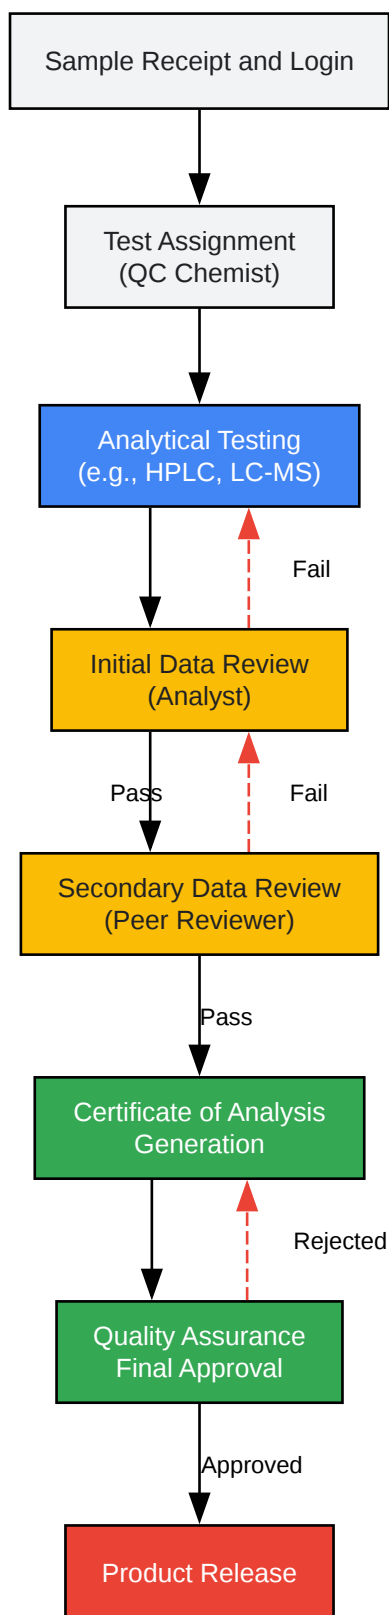 Sample Receipt and Login
Test Assignment
(QC Chemist)
Analytical Testing
(e.g., HPLC, LC-MS)
Fail
Initial Data Review
(Analyst)
Pass
Fail
Secondary Data Review
(Peer Reviewer)
Pass
Certificate of Analysis
Generation
Rejected
Quality Assurance
Final Approval
Approved
Product Release